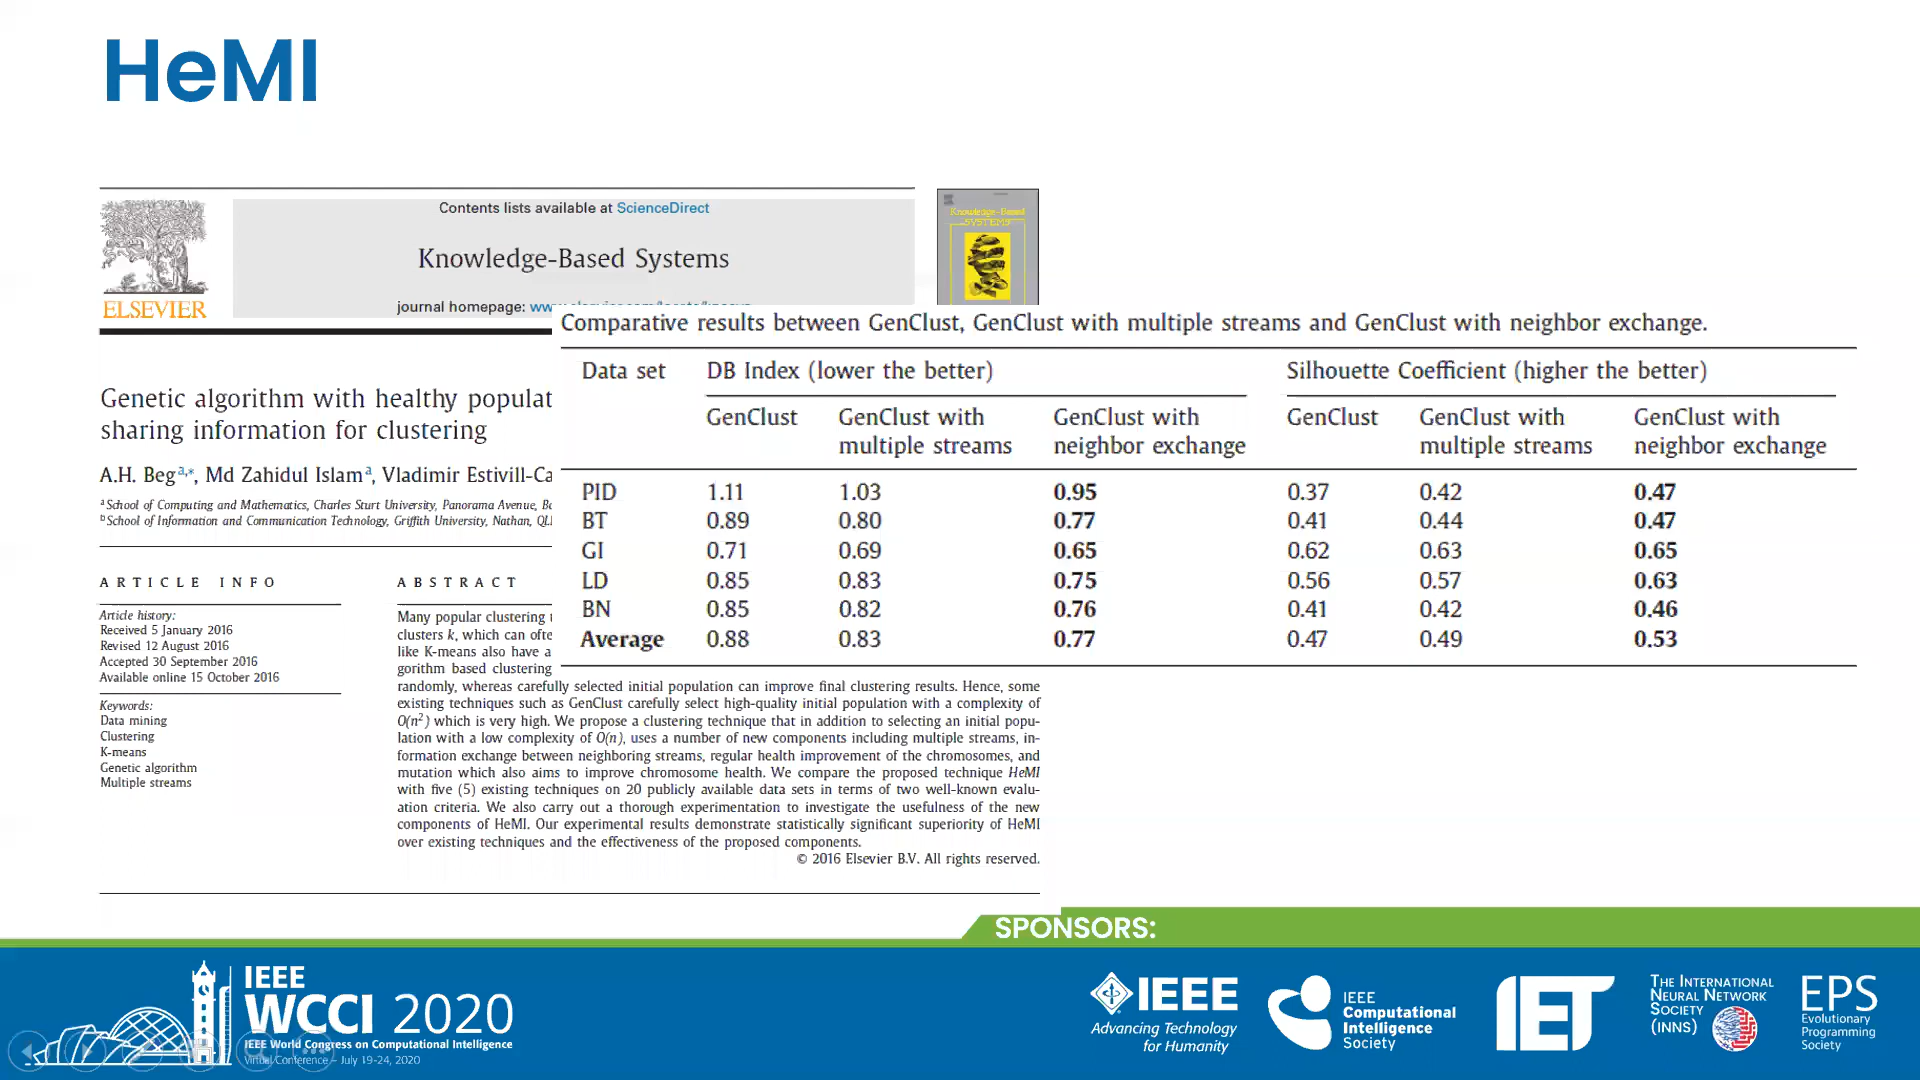 HeMI
Contents lists available at ScienceDirect
Knowledge-Based Systems
journal homepage:
ELSEVIER
Knowledge-Based
SYSTEMS
Genetic algorithm with healthy populat
sharing information for clustering
A.H. Beg a,*, Md Zahidul Islam a, Vladimir Estivill-Ca
a School of Computing and Mathematics, Charles Sturt University, Panorama Avenue, Ba
b School of Information and Communication Technology, Griffith University, Nathan, QL
ARTICLE INFO
Article history:
Received 5 January 2016
Revised 12 August 2016
Accepted 30 September 2016
Available online 15 October 2016
Keywords:
Data mining
Clustering
K-means
Genetic algorithm
Multiple streams
ABSTRACT
Many popular clustering
clusters k, which can ofte
like K-means also have a
gorithm based clustering
randomly, whereas carefully selected initial population can improve final clustering results. Hence, some
existing techniques such as GenClust carefully select high-quality initial population with a complexity of
O(n²) which is very high. We propose a clustering technique that in addition to selecting an initial popu-
lation with a low complexity of O(n), uses a number of new components including multiple streams, in-
formation exchange between neighboring streams, regular health improvement of the chromosomes, and
mutation which also aims to improve chromosome health. We compare the proposed technique HeMI
with five (5) existing techniques on 20 publicly available data sets in terms of two well-known evalu-
ation criteria. We also carry out a thorough experimentation to investigate the usefulness of the new
components of HeMI. Our experimental results demonstrate statistically significant superiority of HeMI
over existing techniques and the effectiveness of the proposed components.
© 2016 Elsevier B.V. All rights reserved.
Comparative results between GenClust, GenClust with multiple streams and GenClust with neighbor exchange.
Data set DB Index (lower the better) Silhouette Coefficient (higher the better)
GenClust GenClust with GenClust with GenClust GenClust with GenClust with
multiple streams neighbor exchange multiple streams neighbor exchange
PID 1.11 1.03 0.95 0.37 0.42 0.47
BT 0.89 0.80 0.77 0.41 0.44 0.47
GI 0.71 0.69 0.65 0.62 0.63 0.65
LD 0.85 0.83 0.75 0.56 0.57 0.63
BN 0.85 0.82 0.76 0.41 0.42 0.46
Average 0.88 0.83 0.77 0.47 0.49 0.53
SPONSORS:
IEEE
WCCI 2020
IEEE World Congress on Computational Intelligence
Virtual Conference – July 19-24, 2020
IEEE
Advancing Technology
for Humanity
IEEE
Computational
Intelligence
Society
IET
THE INTERNATIONAL
NEURAL NETWORK
SOCIETY
(INNS)
EPS
Evolutionary
Programming
Society